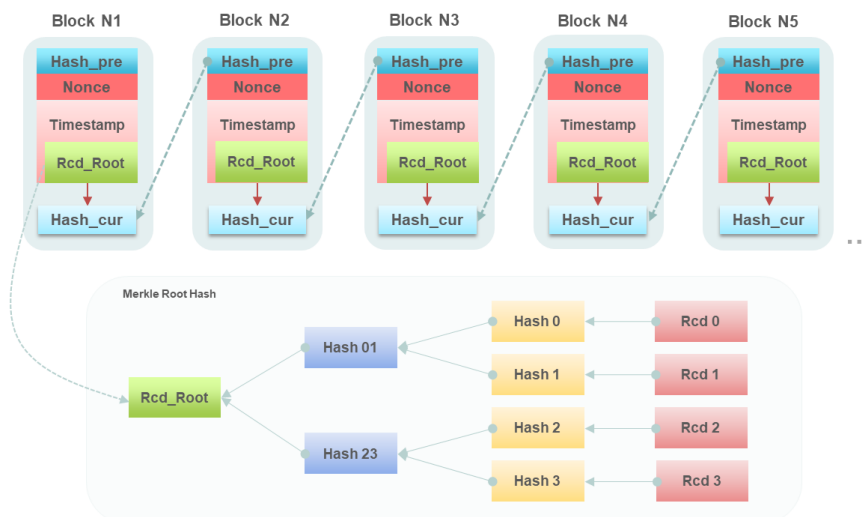 Block N1 Block N2 Block N3 Block N4 Block N5
Hash_pre Hash_pre Hash_pre Hash_pre Hash_pre
Nonce Nonce Nonce Nonce Nonce
Timestamp Timestamp Timestamp Timestamp Timestamp
Rcd_Root Rcd_Root Rcd_Root Rcd_Root Rcd_Root
Hash_cur Hash_cur Hash_cur Hash_cur Hash_cur
..
Merkle Root Hash
Hash 0 Rcd 0
Hash 01
Hash 1 Rcd 1
Rcd_Root
Hash 2 Rcd 2
Hash 23
Hash 3 Rcd 3